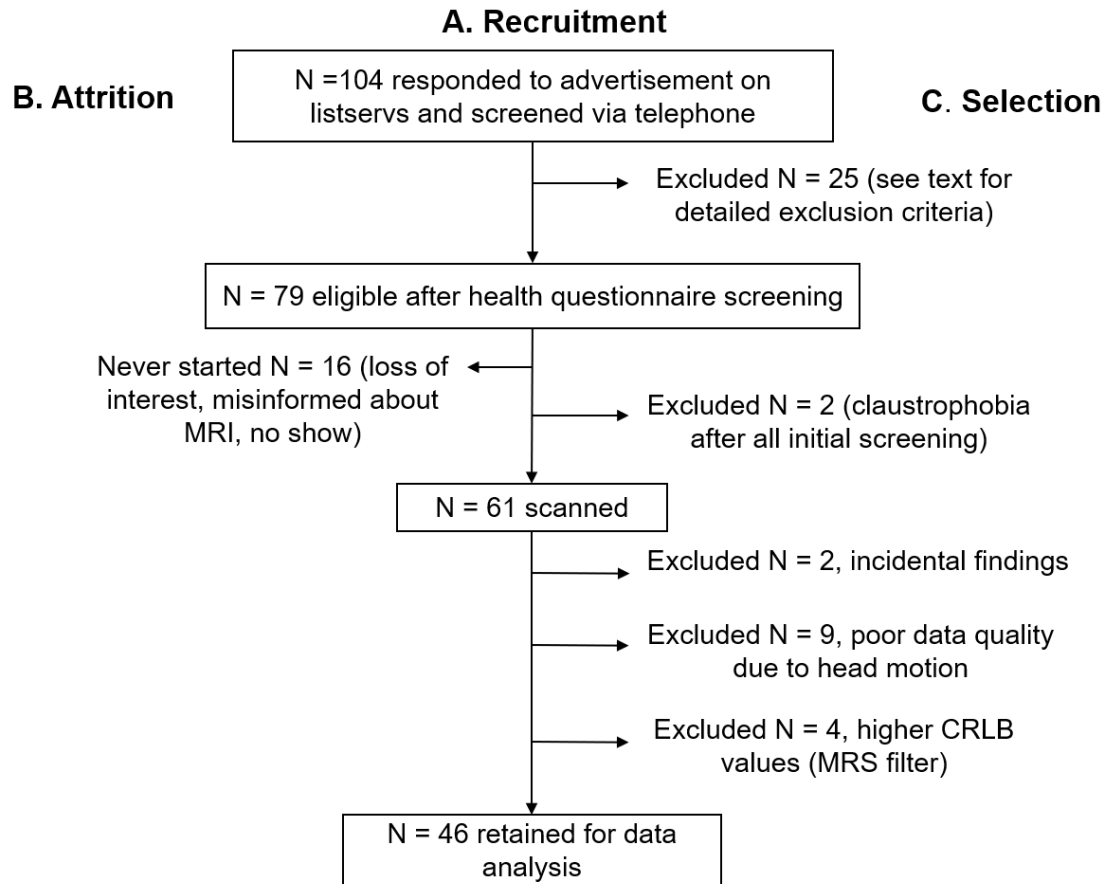 A. Recruitment
B. Attrition
C. Selection
N =104 responded to advertisement on
listservs and screened via telephone
Excluded N = 25 (see text for
detailed exclusion criteria)
N = 79 eligible after health questionnaire screening
Never started N = 16 (loss of
interest, misinformed about
MRI, no show)
Excluded N = 2 (claustrophobia
after all initial screening)
N = 61 scanned
Excluded N = 2, incidental findings
Excluded N = 9, poor data quality
due to head motion
Excluded N = 4, higher CRLB
values (MRS filter)
N = 46 retained for data
analysis